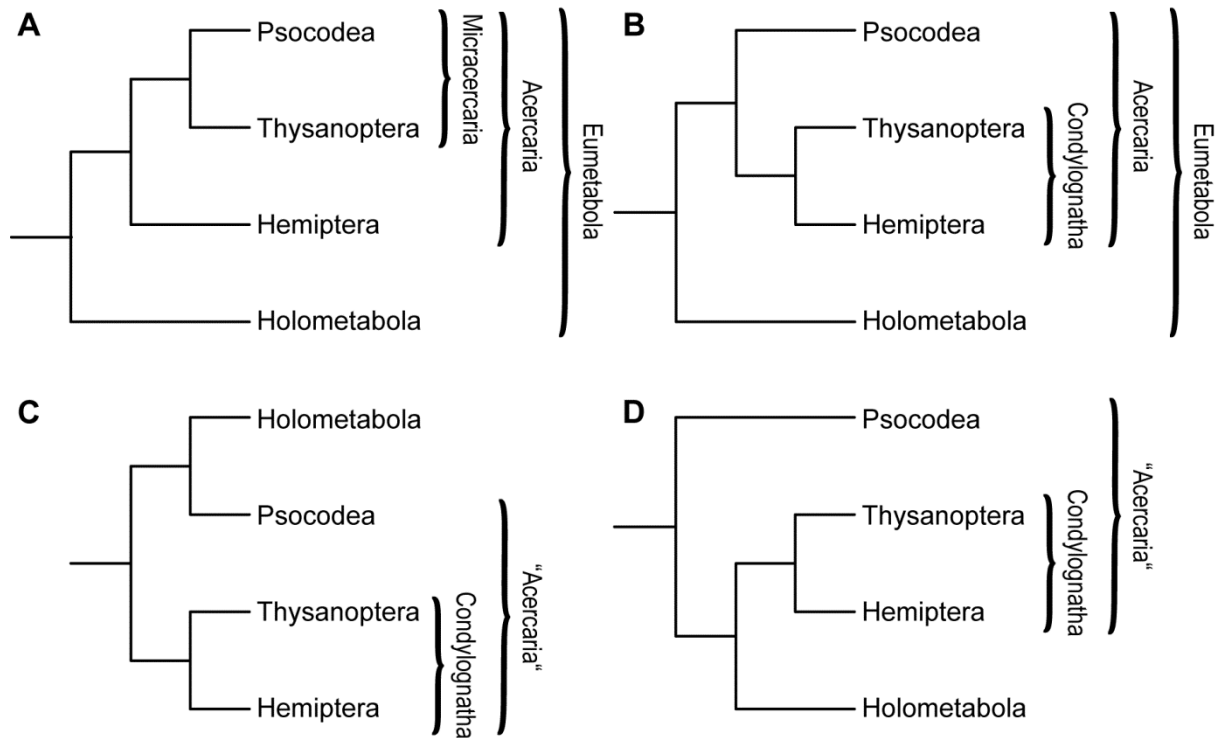 A
Psocodea
Thysanoptera
Hemiptera
Holometabola
Micracercaria
Acercaria
Eumetabola
B
Psocodea
Thysanoptera
Hemiptera
Holometabola
Condylognatha
Acercaria
Eumetabola
C
Holometabola
Psocodea
Thysanoptera
Hemiptera
Condylognatha
"Acercaria“
D
Psocodea
Thysanoptera
Hemiptera
Holometabola
Condylognatha
"Acercaria“